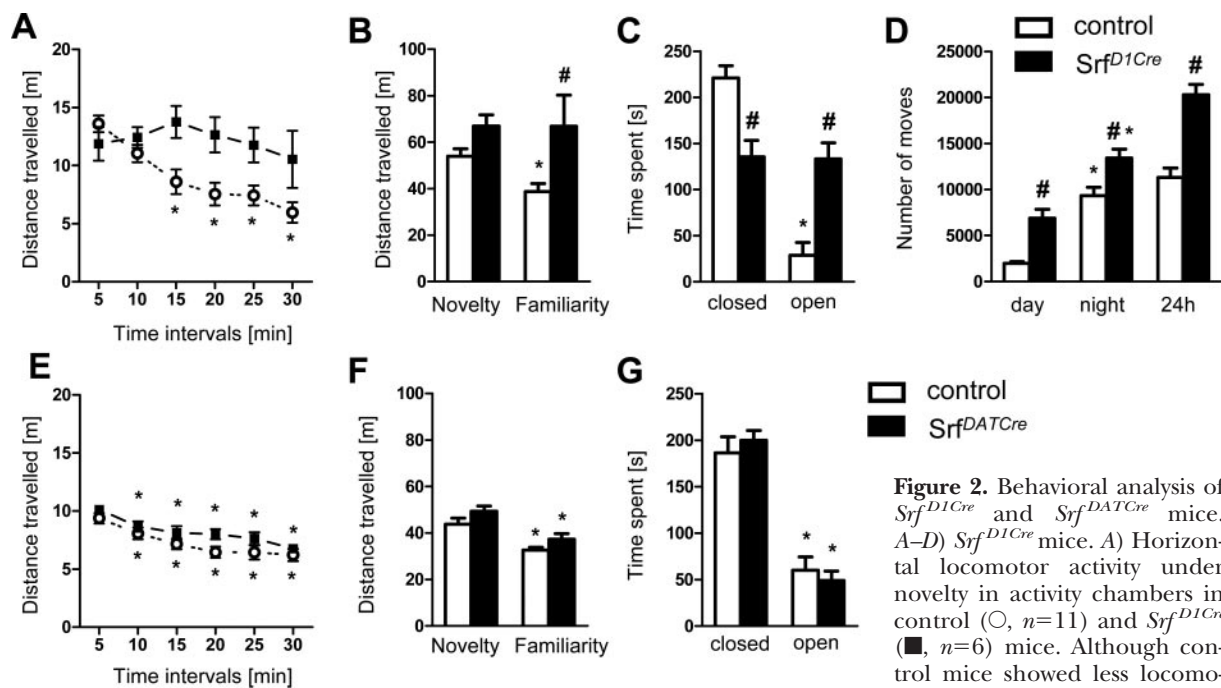 A
Distance travelled [m]
20
15
10
5
0
5 10 15 20 25 30
Time intervals [min]
* * * *
B
Distance travelled [m]
100
80
60
40
20
0
Novelty Familiarity
* #
C
Time spent [s]
250
200
150
100
50
0
closed open
# * #
D
control
Srf^D1Cre
Number of moves
25000
20000
15000
10000
5000
0
day night 24h
# * # * #
E
Distance travelled [m]
20
15
10
5
0
5 10 15 20 25 30
Time intervals [min]
* * * * *
* * * * *
F
Distance travelled [m]
100
80
60
40
20
0
Novelty Familiarity
* *
G
Time spent [s]
250
200
150
100
50
0
closed open
* *
control
Srf^DATCre
Figure 2. Behavioral analysis of
Srf^D1Cre and Srf^DATCre mice.
A–D) Srf^D1Cre mice. A) Horizon-
tal locomotor activity under
novelty in activity chambers in
control (○, n=11) and Srf^D1Cre
(■, n=6) mice. Although con-
trol mice showed less locomo-